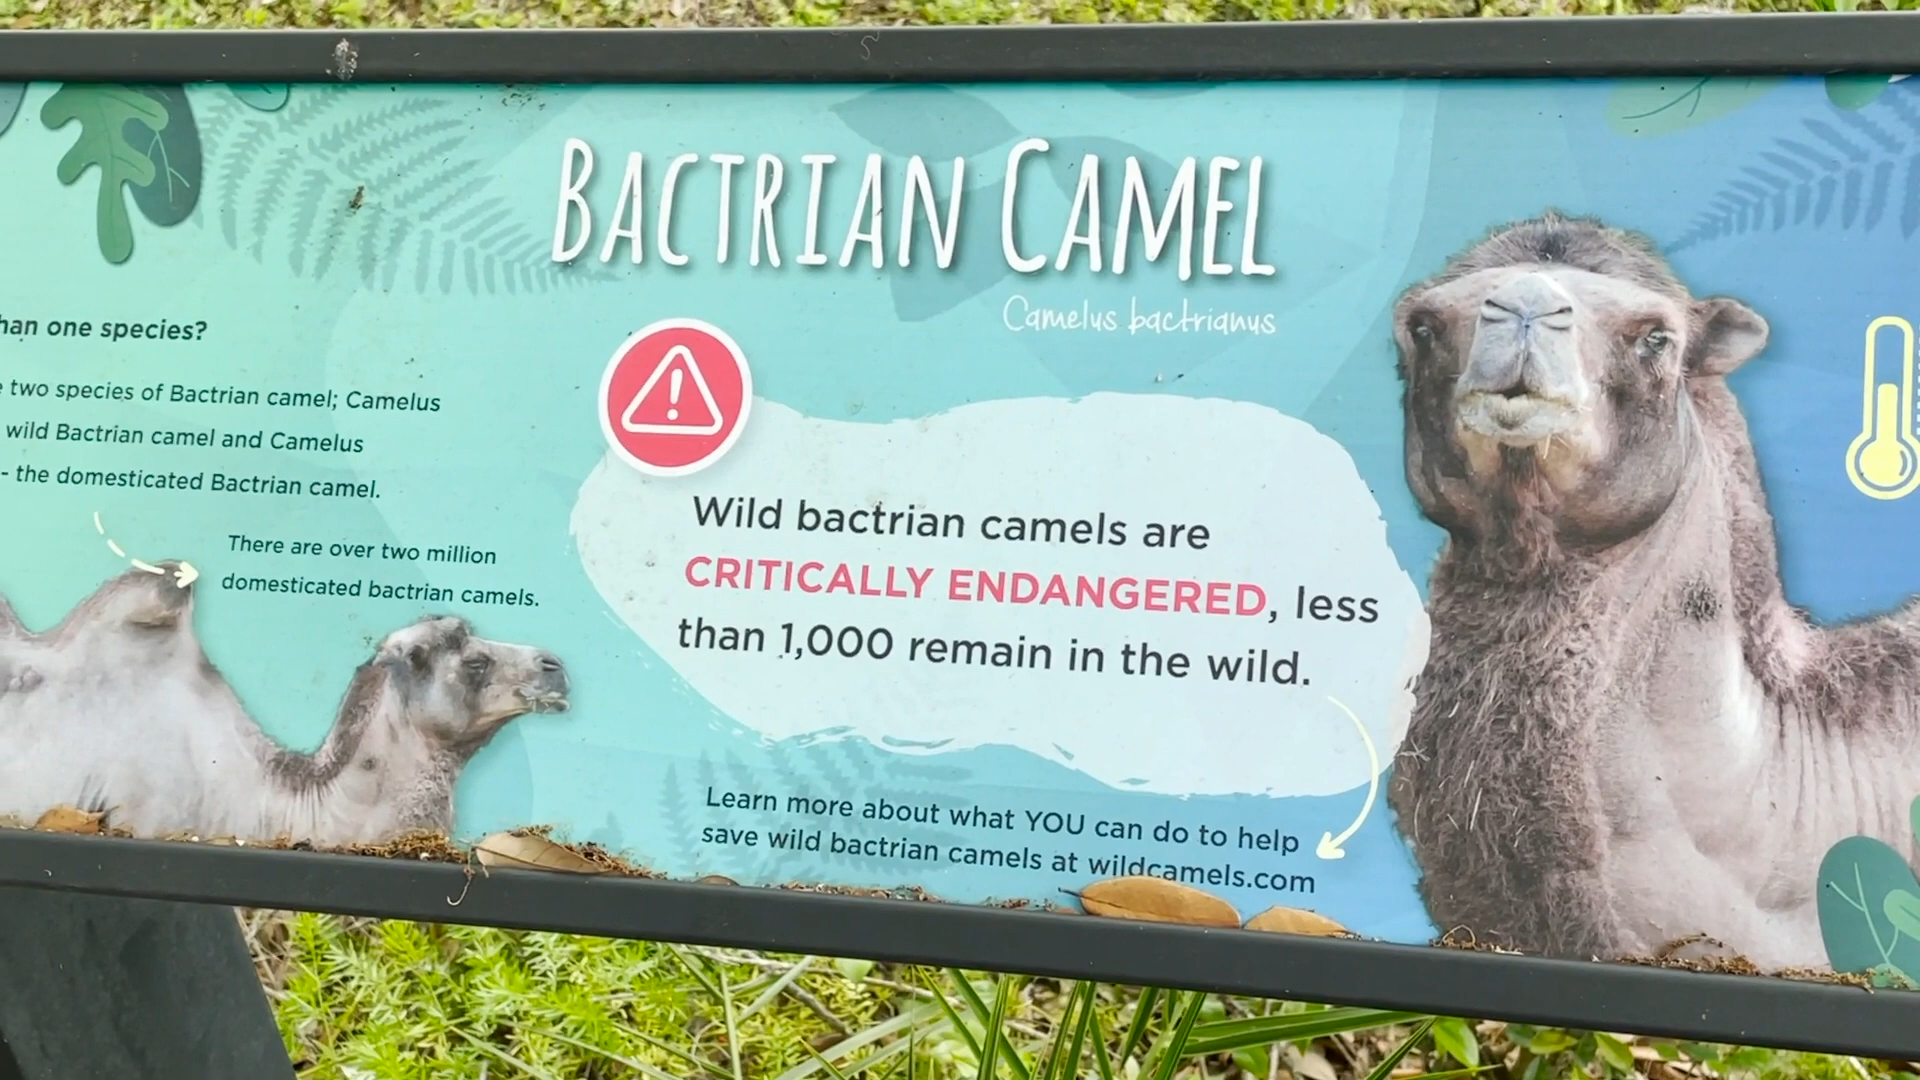 BACTRIAN CAMEL
Camelus bactrianus
han one species?
two species of Bactrian camel; Camelus
wild Bactrian camel and Camelus
- the domesticated Bactrian camel.
There are over two million
domesticated bactrian camels.
Wild bactrian camels are
CRITICALLY ENDANGERED, less
than 1,000 remain in the wild.
Learn more about what YOU can do to help
save wild bactrian camels at wildcamels.com